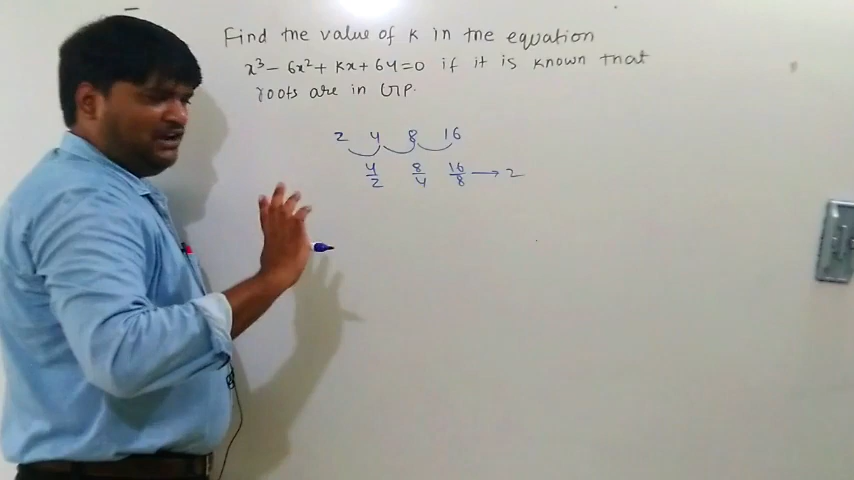 Find the value of k in the equation
x³ - 6x² + kx + 64 = 0 if it is known that
roots are in G.P.
2 4 8 16
4/2 8/4 16/8 → 2